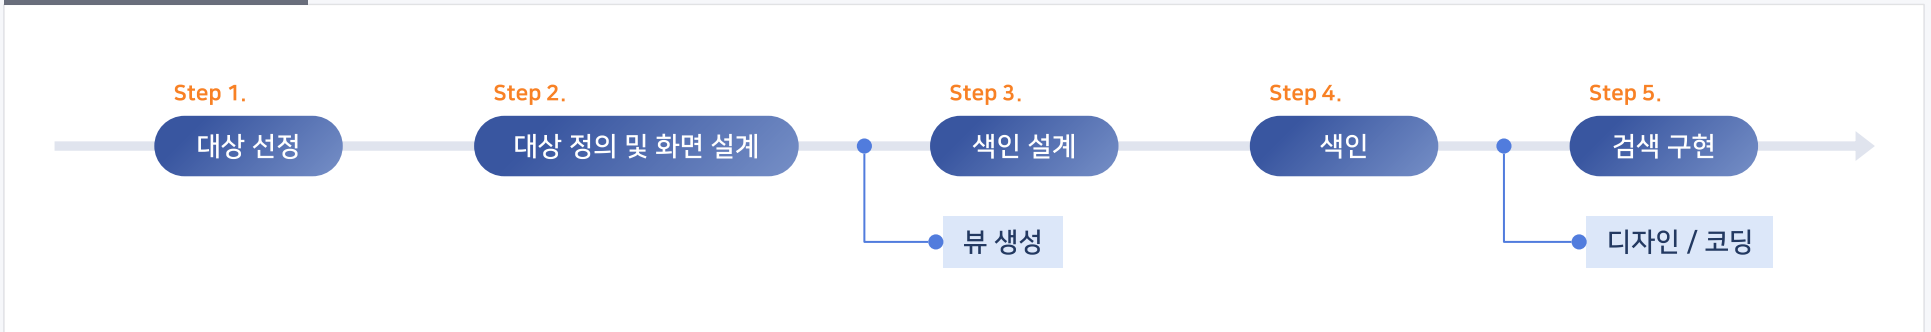 Step 1.
대상 선정
Step 2.
대상 정의 및 화면 설계
뷰 생성
Step 3.
색인 설계
Step 4.
색인
디자인 / 코딩
Step 5.
검색 구현